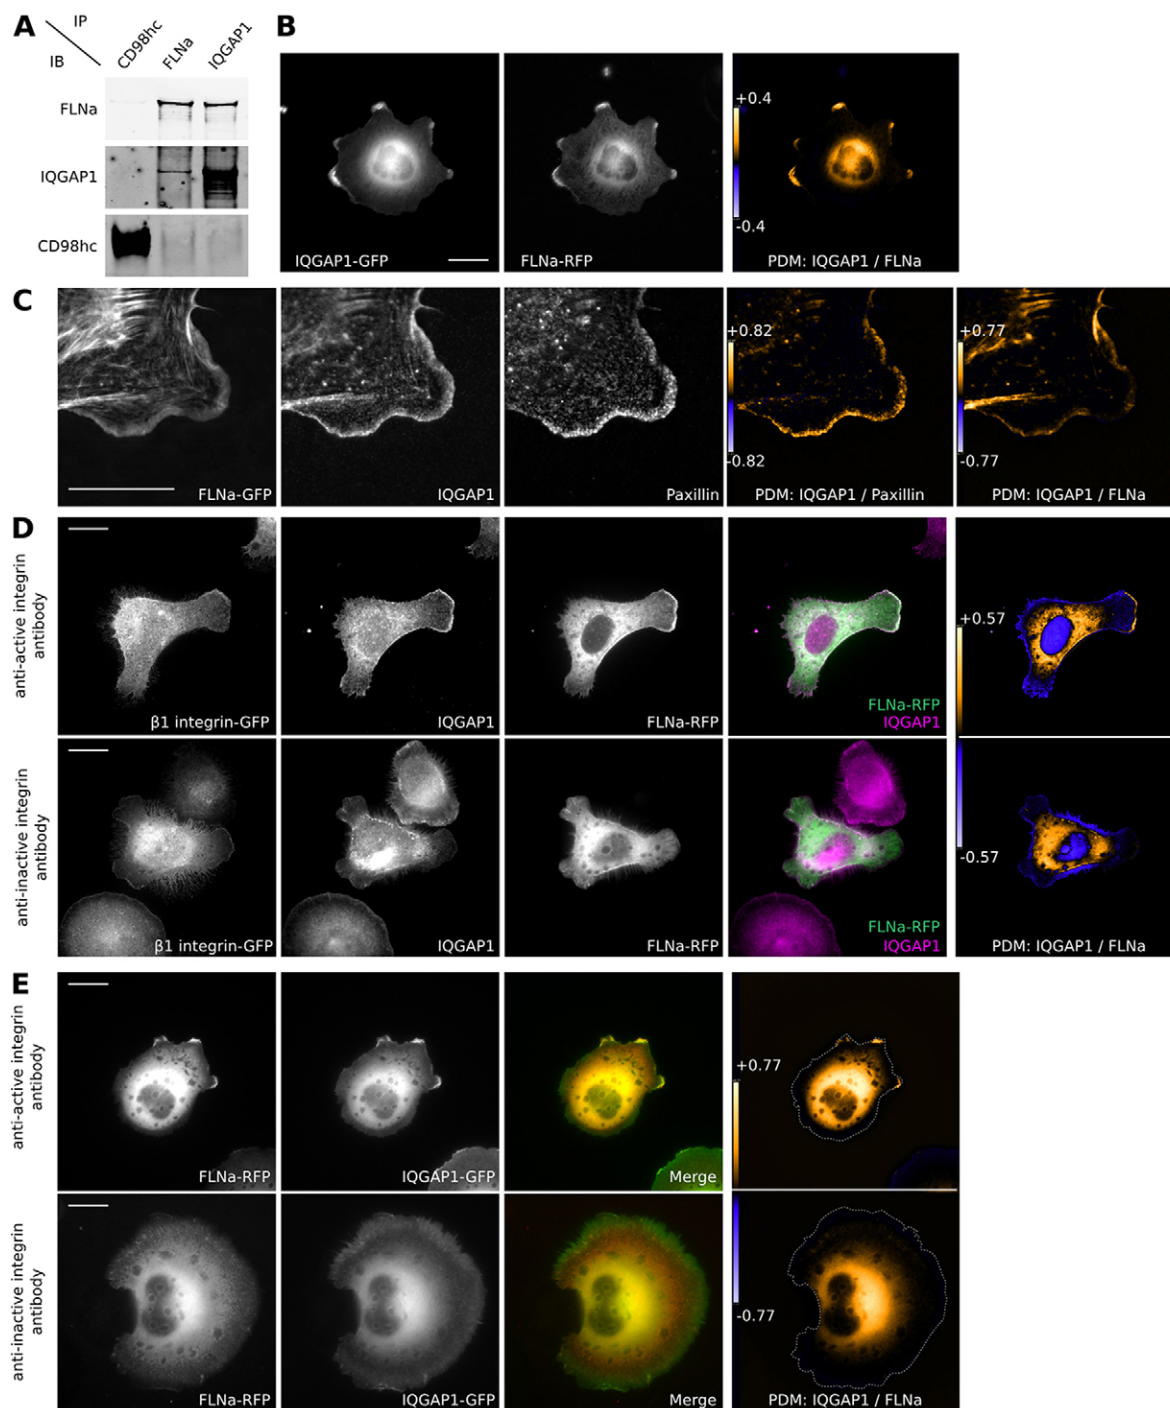 A
IP
IB
CD98hc
FLNa
IQGAP1
FLNa
IQGAP1
CD98hc
B
IQGAP1-GFP
FLNa-RFP
+0.4
-0.4
PDM: IQGAP1 / FLNa
C
FLNa-GFP
IQGAP1
Paxillin
+0.82
-0.82
PDM: IQGAP1 / Paxillin
+0.77
-0.77
PDM: IQGAP1 / FLNa
D
anti-active integrin
antibody
β1 integrin-GFP
IQGAP1
FLNa-RFP
FLNa-RFP
IQGAP1
+0.57
anti-inactive integrin
antibody
β1 integrin-GFP
IQGAP1
FLNa-RFP
FLNa-RFP
IQGAP1
-0.57
PDM: IQGAP1 / FLNa
E
anti-active integrin
antibody
FLNa-RFP
IQGAP1-GFP
Merge
+0.77
anti-inactive integrin
antibody
FLNa-RFP
IQGAP1-GFP
Merge
-0.77
PDM: IQGAP1 / FLNa